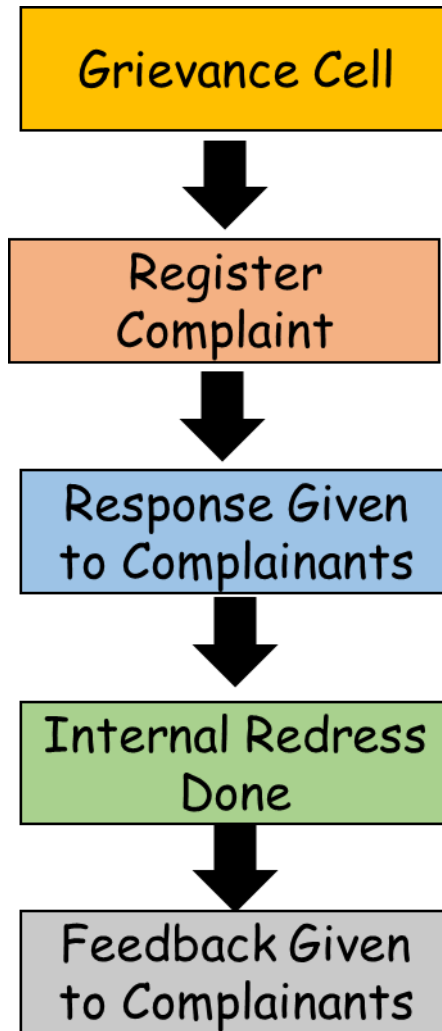 Grievance Cell
Register
Complaint
Response Given
to Complainants
Internal Redress
Done
Feedback Given
to Complainants